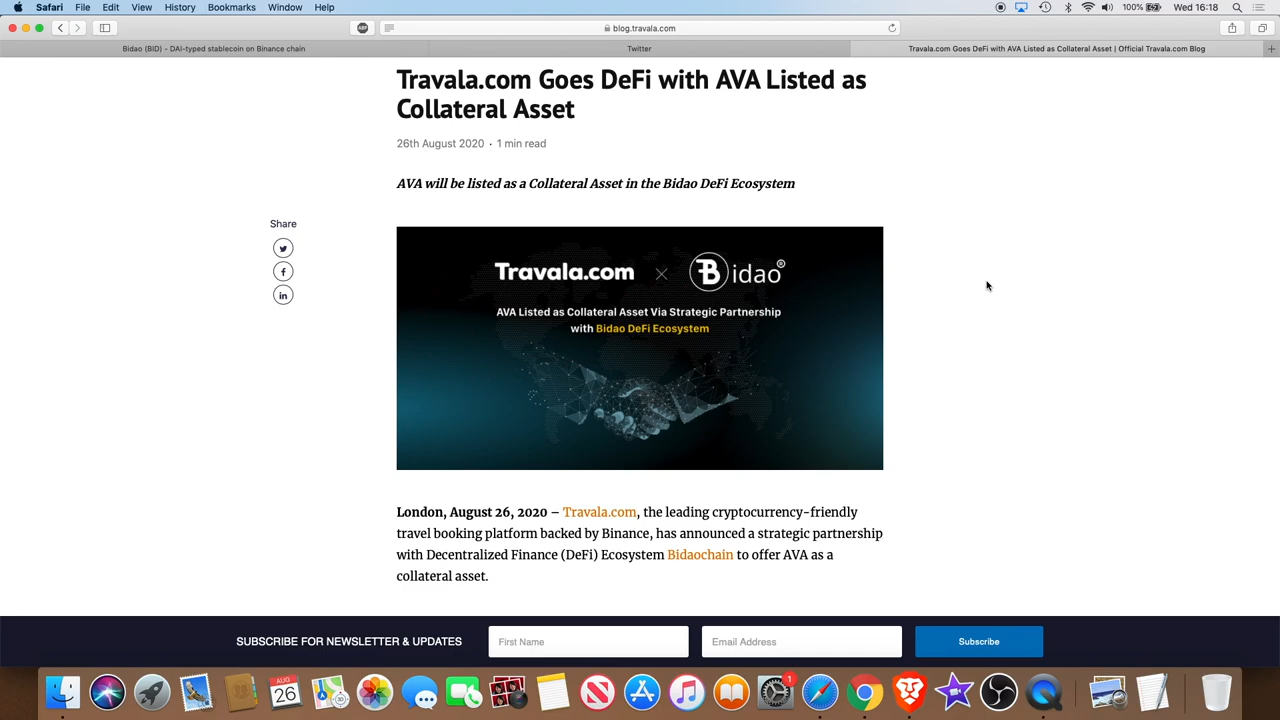 Safari File Edit View History Bookmarks Window Help
100% Wed 16:18
ABP
blog.travala.com
Bidao (BID) - DAI-typed stablecoin on Binance chain
Twitter
Travala.com Goes DeFi with AVA Listed as Collateral Asset | Official Travala.com Blog
Travala.com Goes DeFi with AVA Listed as
Collateral Asset
26th August 2020 • 1 min read
AVA will be listed as a Collateral Asset in the Bidao DeFi Ecosystem
Share
Travala.com × Bidao®
AVA Listed as Collateral Asset Via Strategic Partnership
with Bidao DeFi Ecosystem
London, August 26, 2020 – Travala.com, the leading cryptocurrency-friendly
travel booking platform backed by Binance, has announced a strategic partnership
with Decentralized Finance (DeFi) Ecosystem Bidaochain to offer AVA as a
collateral asset.
SUBSCRIBE FOR NEWSLETTER & UPDATES
First Name
Email Address
Subscribe
AUG
26
1